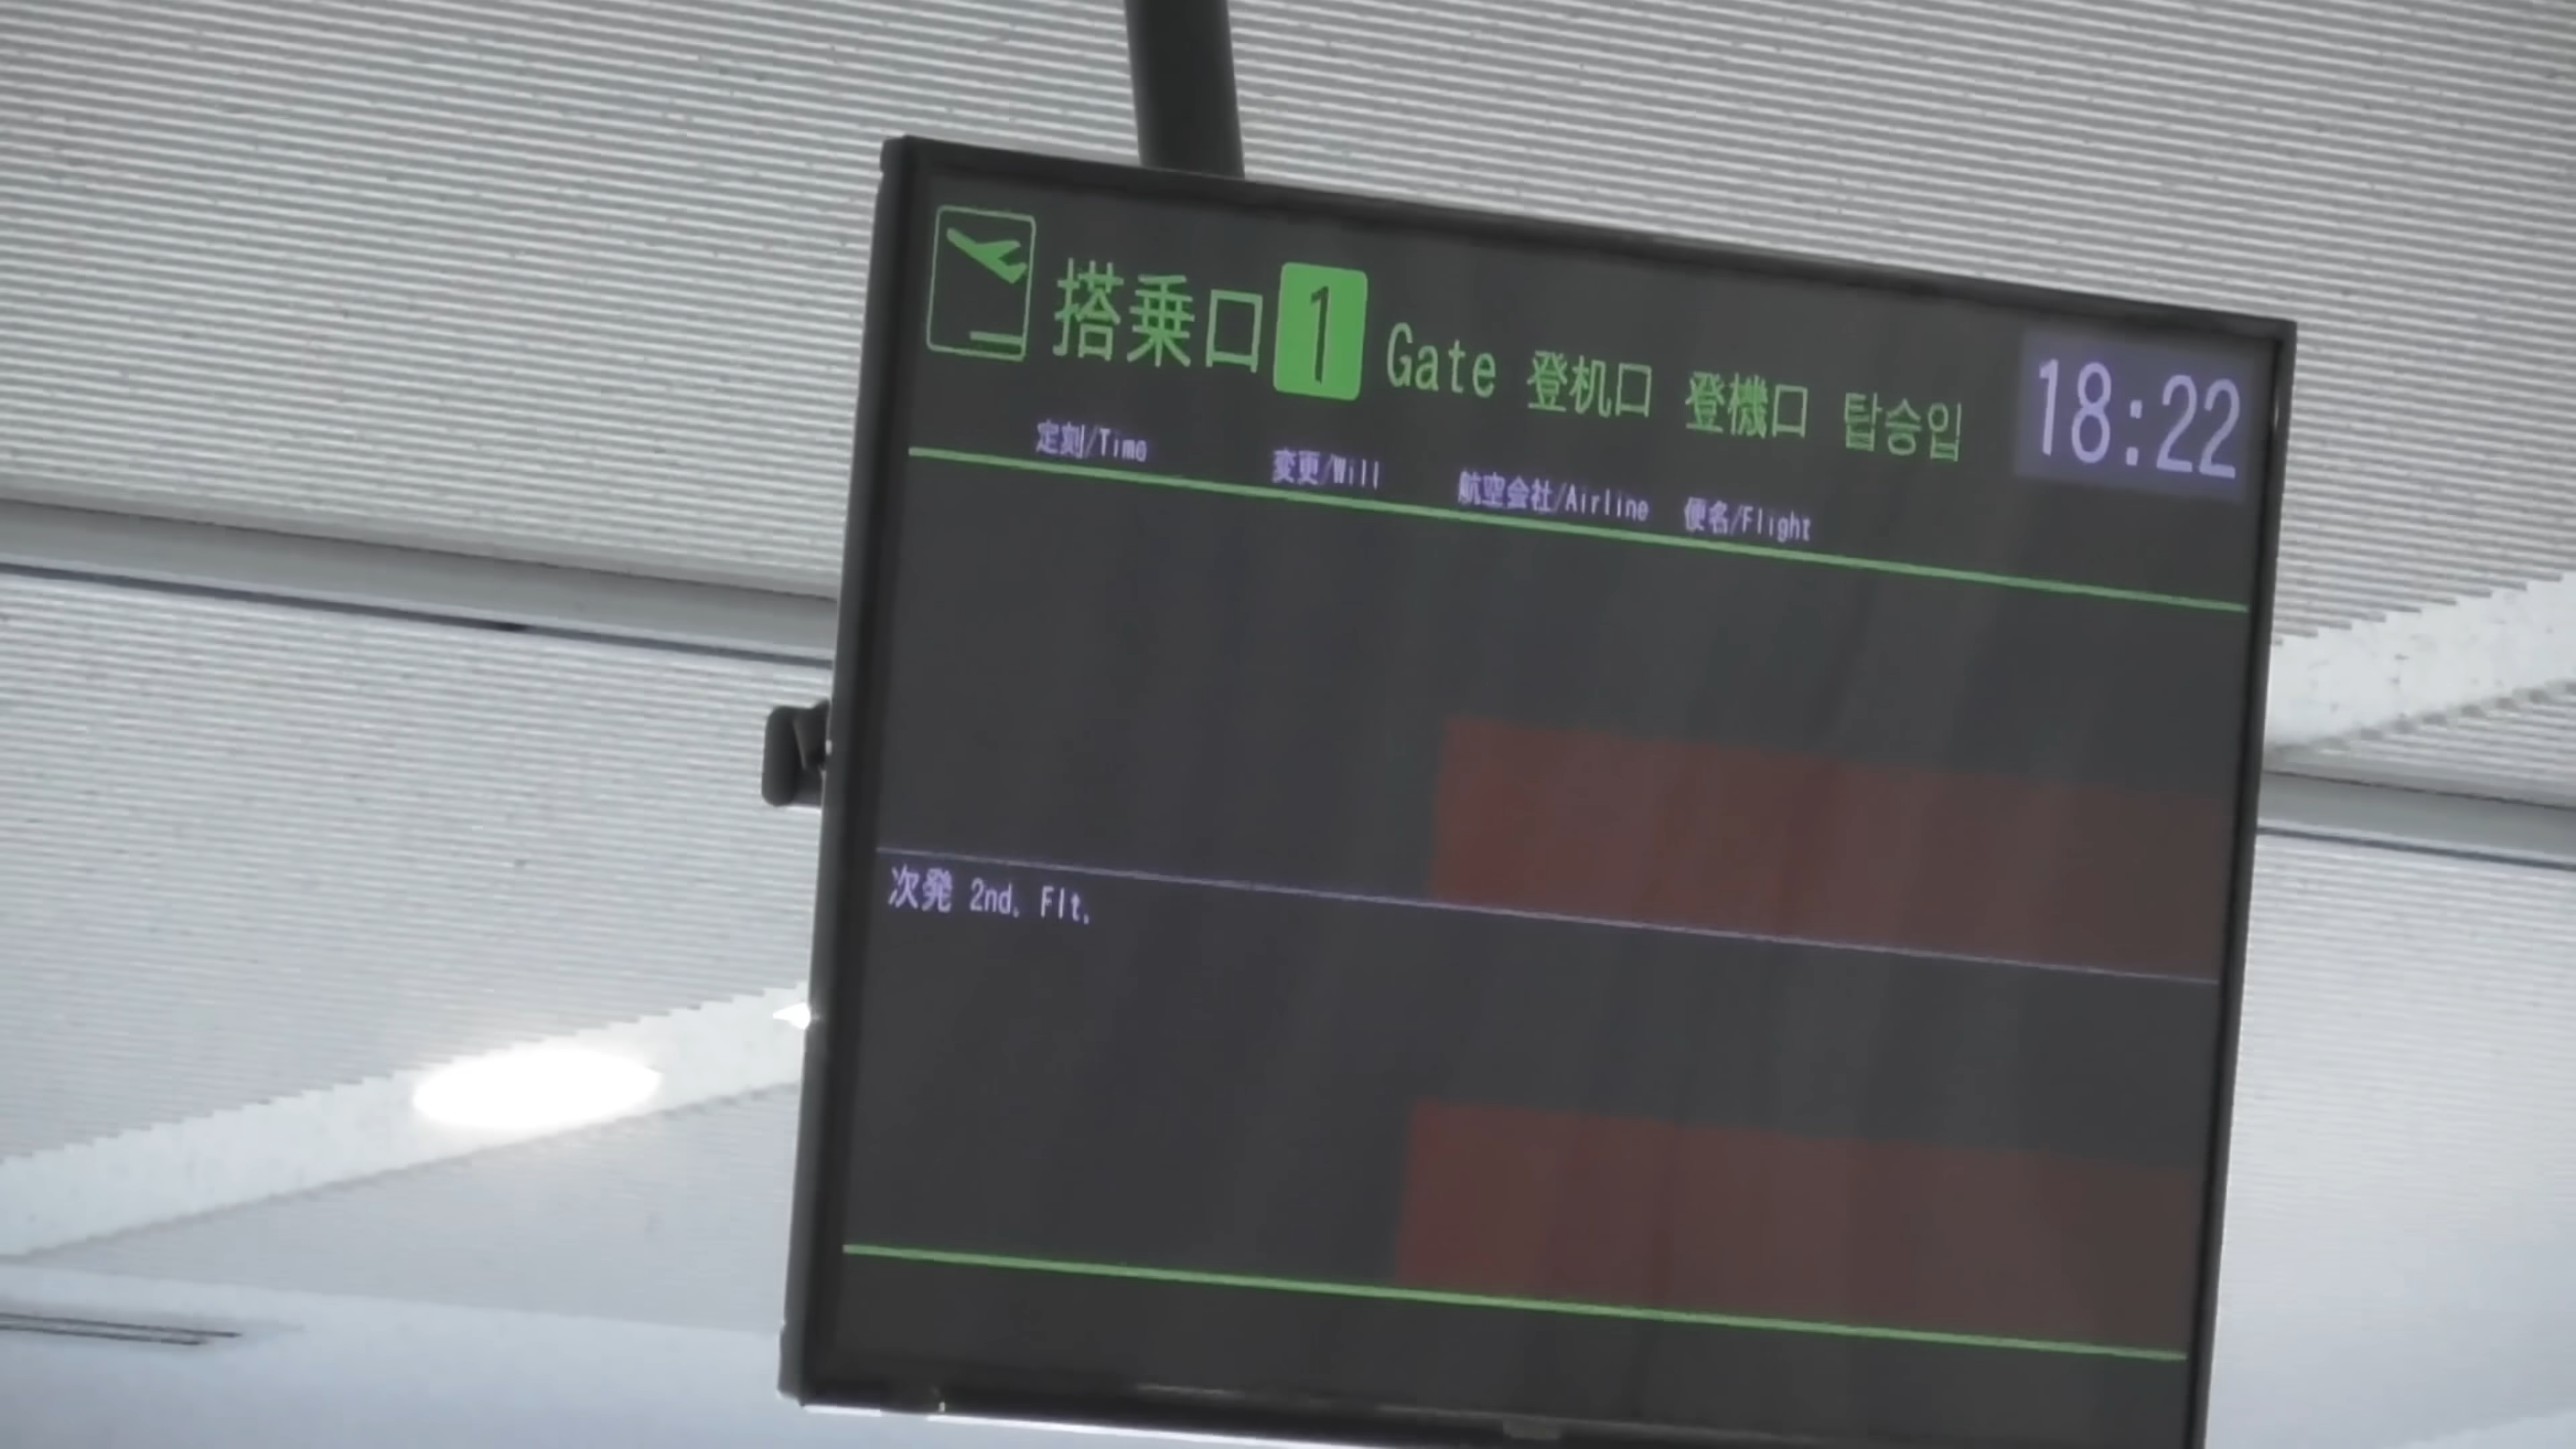 搭乗口 1 Gate 登机口 登機口 탑승입 18:22
定刻/Time 変更/Will 航空会社/Airline 便名/Flight
次発 2nd. Flt.